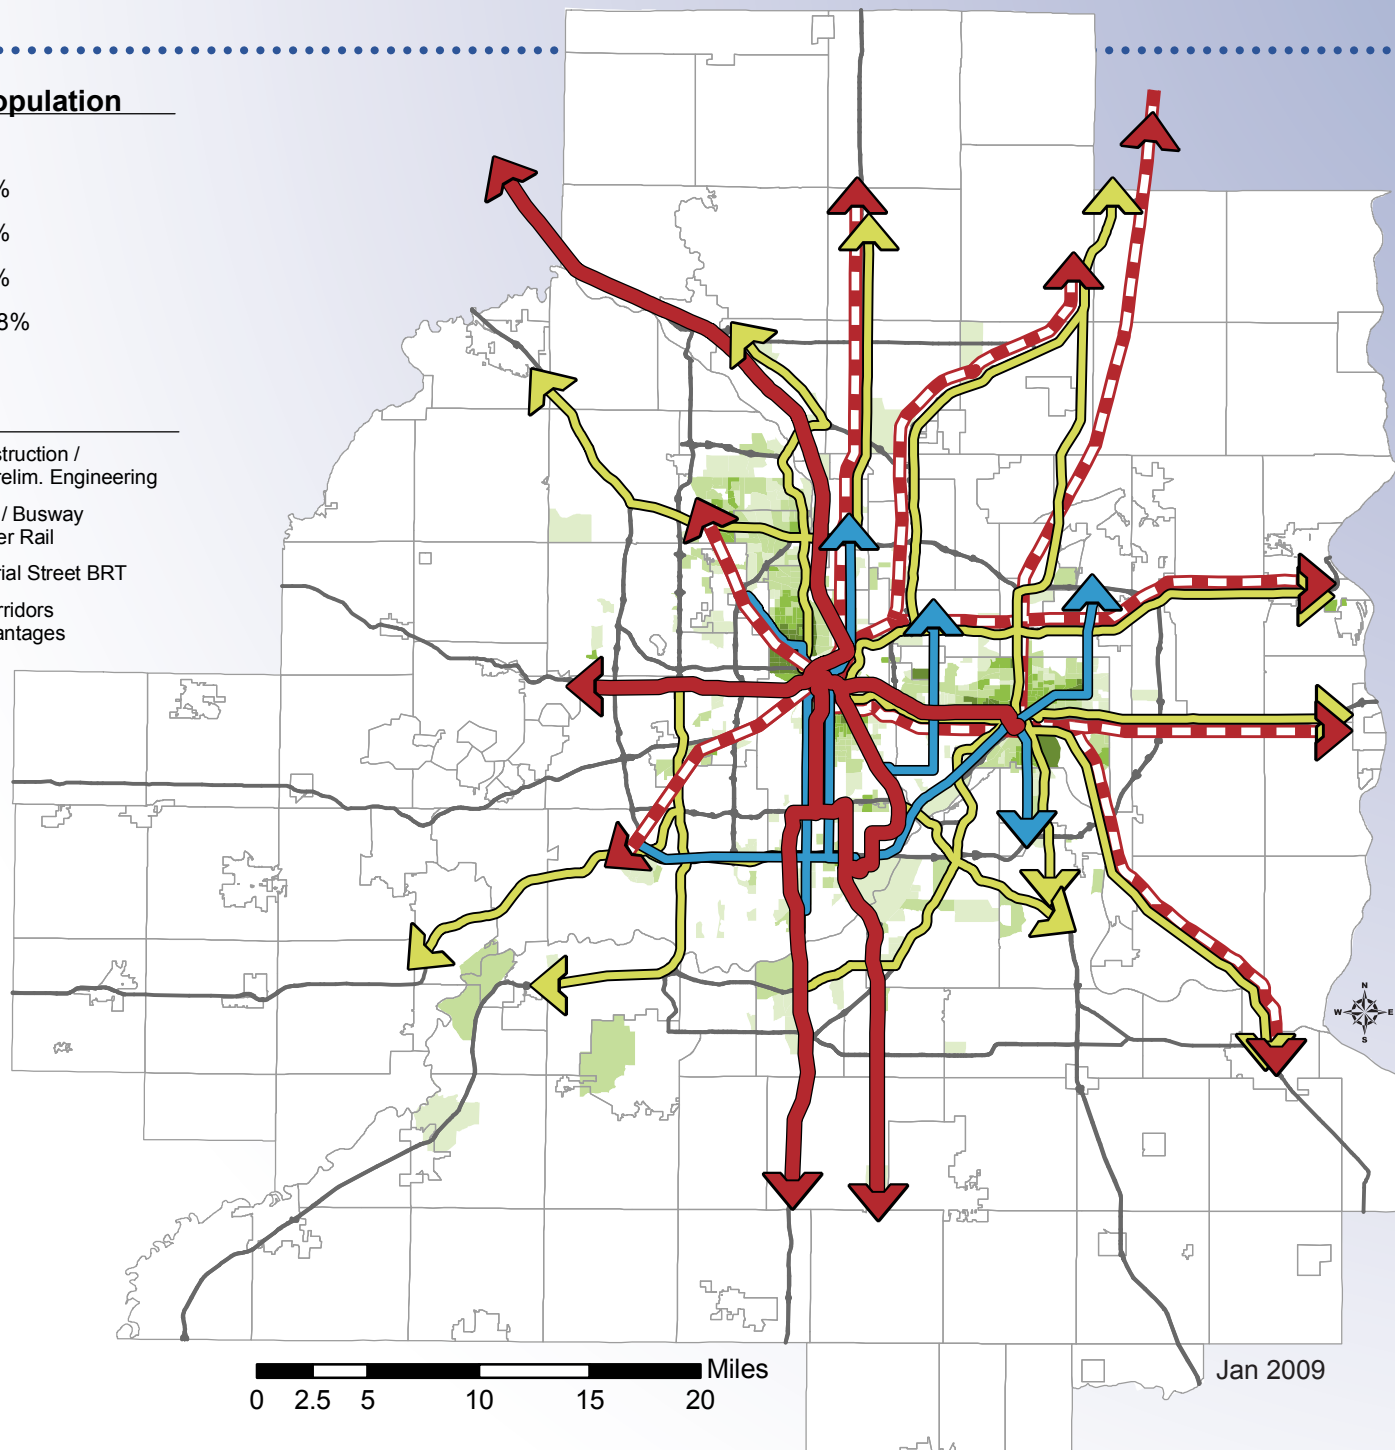 opulation
%
%
%
8%
struction /
relim. Engineering
/ Busway
er Rail
rial Street BRT
rridors
antages
N
W E
S
Miles
0 2.5 5 10 15 20
Jan 2009